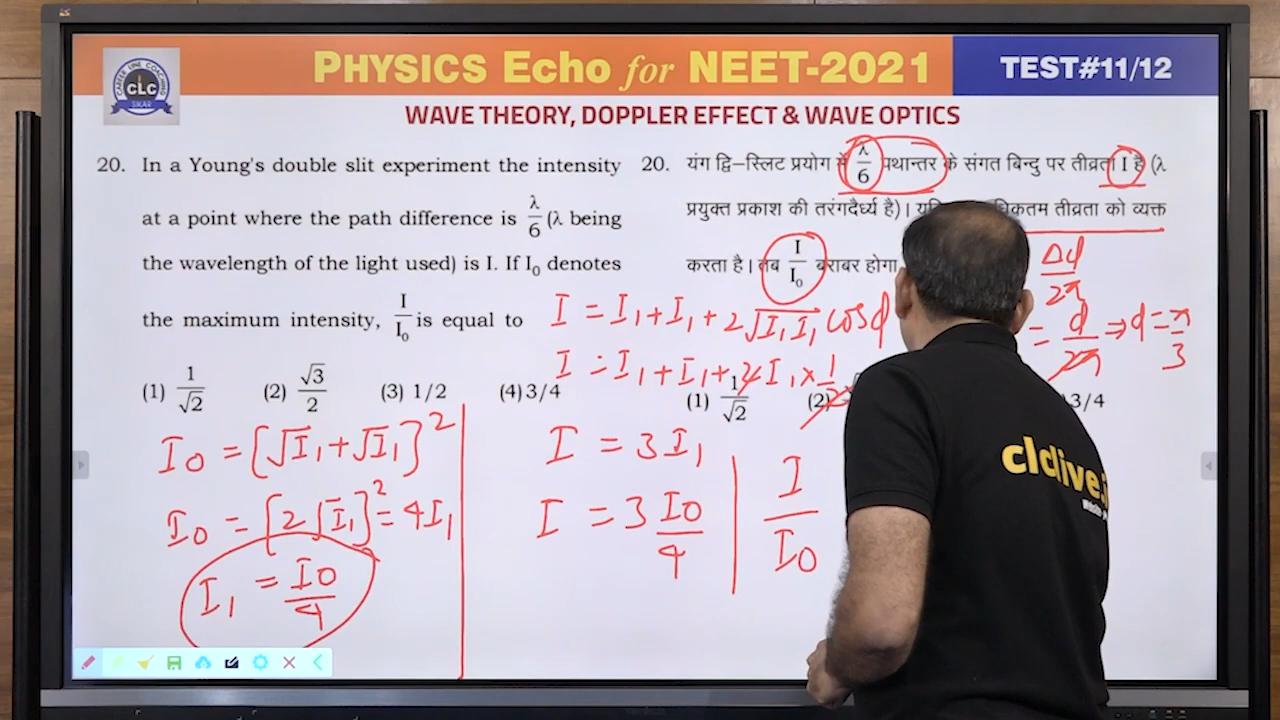 PHYSICS Echo for NEET-2021
TEST#11/12
CAREER LINE COACHING
CLC
SIKAR
WAVE THEORY, DOPPLER EFFECT & WAVE OPTICS
20. In a Young's double slit experiment the intensity
at a point where the path difference is λ/6 (λ being
the wavelength of the light used) is I. If I₀ denotes
the maximum intensity, I/I₀ is equal to
(1) 1/√2 (2) √3/2 (3) 1/2 (4) 3/4
I₀ = [√I₁ + √I₁]²
I₀ = [2√I₁]² = 4I₁
I₁ = I₀/4
20. यंग द्वि–स्लिट प्रयोग में λ/6 पथान्तर के संगत बिन्दु पर तीव्रता I है (λ
प्रयुक्त प्रकाश की तरंगदैर्ध्य है)। तीव्रता को व्यक्त
करता है। तब I/I₀ बराबर होगा
Δϕ/2π
I = I₁ + I₁ + 2√I₁I₁ cosϕ
= ϕ/2π ⇒ ϕ = π/3
I = I₁ + I₁ + 2I₁ × 1/2
(1) 1/√2 (2) 3/4
I = 3I₁
I = 3 I₀/4
I/I₀
clclive.